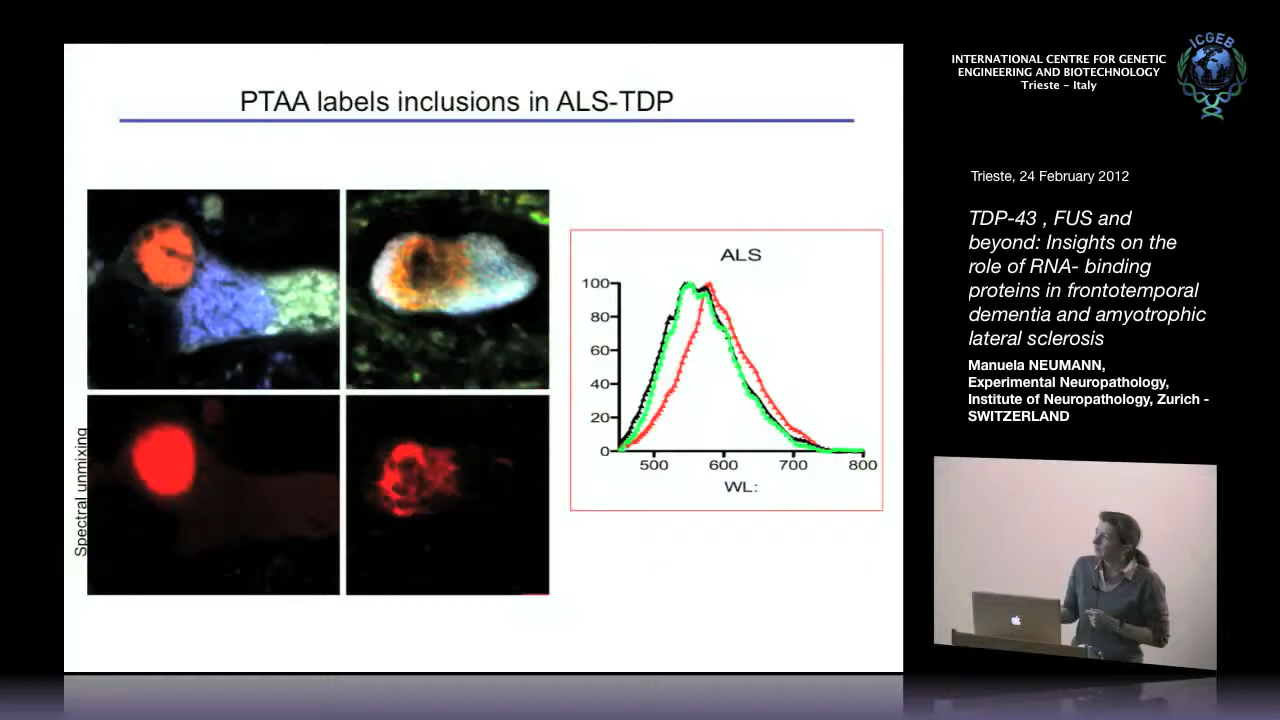 PTAA labels inclusions in ALS-TDP
Spectral unmixing
ALS
100
80
60
40
20
0
500 600 700 800
WL:
ICGEB
INTERNATIONAL CENTRE FOR GENETIC
ENGINEERING AND BIOTECHNOLOGY
Trieste - Italy
Trieste, 24 February 2012
TDP-43 , FUS and
beyond: Insights on the
role of RNA- binding
proteins in frontotemporal
dementia and amyotrophic
lateral sclerosis
Manuela NEUMANN,
Experimental Neuropathology,
Institute of Neuropathology, Zurich -
SWITZERLAND